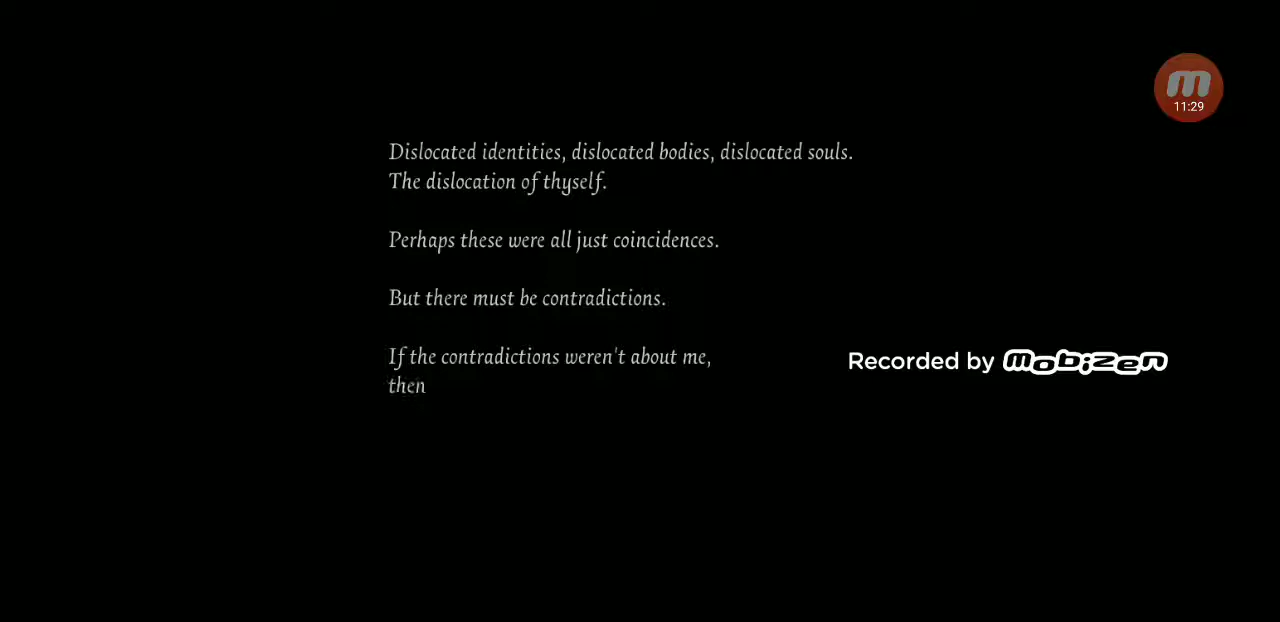 m
11:29
Dislocated identities, dislocated bodies, dislocated souls.
The dislocation of thyself.
Perhaps these were all just coincidences.
But there must be contradictions.
If the contradictions weren't about me,
then
Recorded by mobizen